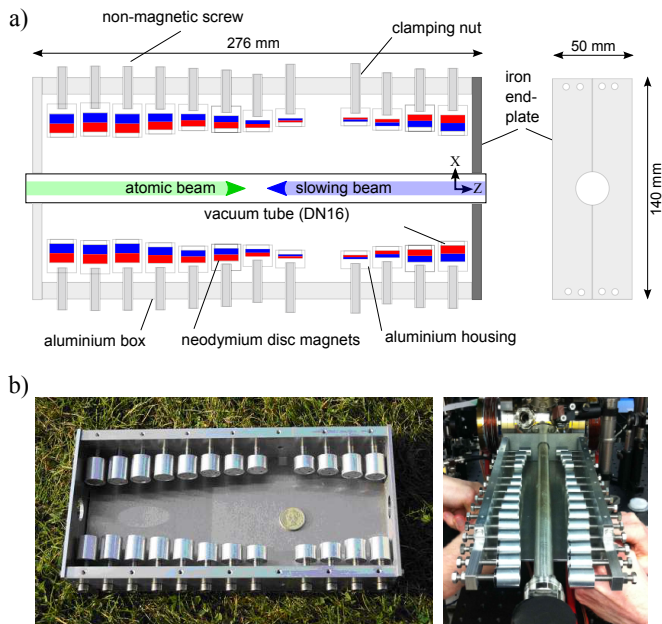 a)
non-magnetic screw
clamping nut
276 mm
50 mm
iron
end-
plate
140 mm
X
Z
atomic beam
slowing beam
vacuum tube (DN16)
aluminium box
neodymium disc magnets
aluminium housing
b)